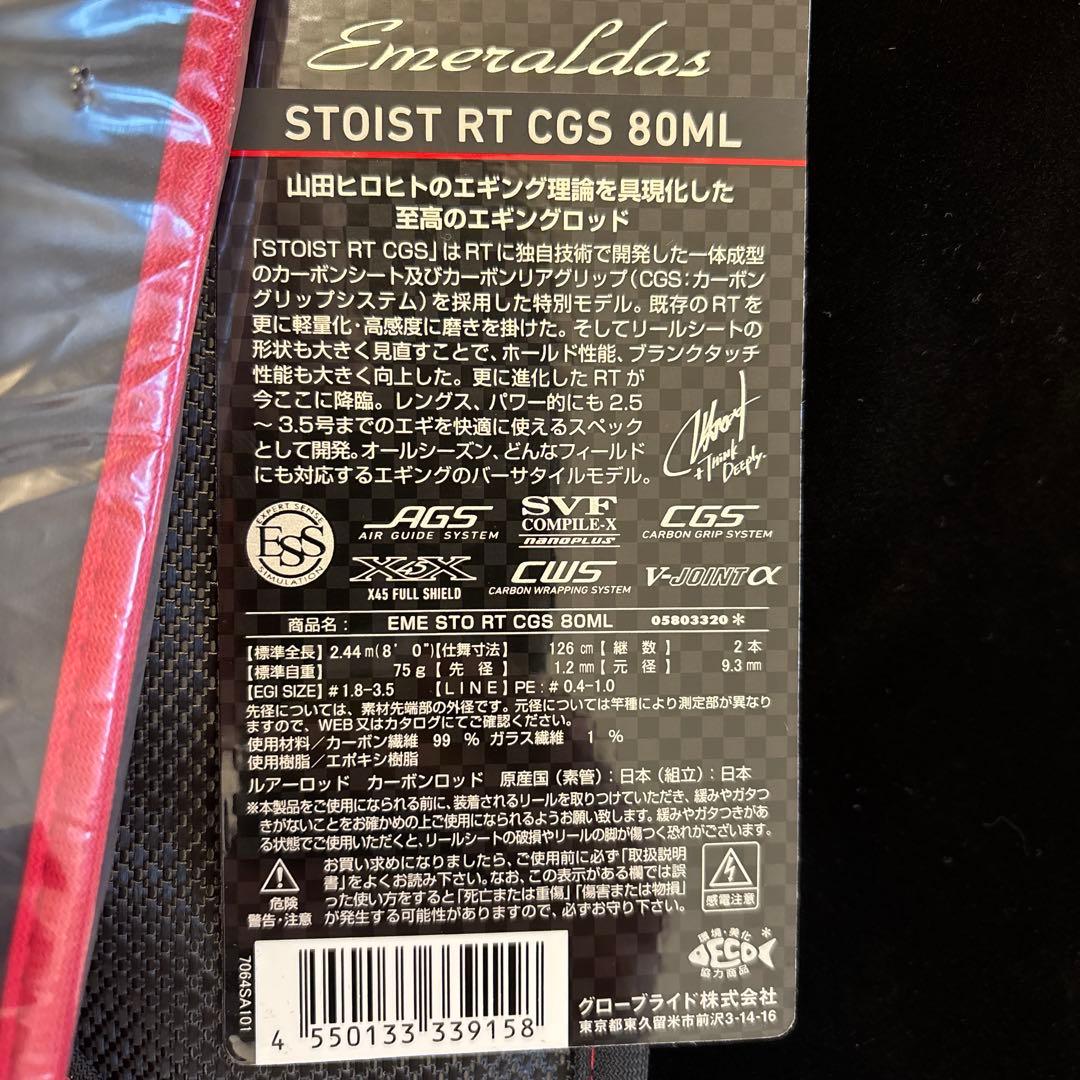 Emeraldas
STOIST RT CGS 80ML
山田ヒロヒトのエギング理論を具現化した
至高のエギングロッド
「STOIST RT CGS」はRTに独自技術で開発した一体成型
のカーボンシート及びカーボンリアグリップ(CGS:カーボン
グリップシステム)を採用した特別モデル。既存のRTを
更に軽量化・高感度に磨きを掛けた。そしてリールシートの
形状も大きく見直すことで、ホールド性能、ブランクタッチ
性能も大きく向上した。更に進化したRTが
今ここに降臨。レングス、パワー的にも2.5
～3.5号までのエギを快適に使えるスペック
として開発。オールシーズン、どんなフィールド
にも対応するエギングのバーサタイルモデル。
+Think
Deeply.
EXPERT SENSE
ESS
SIMULATION
AGS
AIR GUIDE SYSTEM
SVF
COMPILE-X
nanoplus
CGS
CARBON GRIP SYSTEM
X45X
X45 FULL SHIELD
CWS
CARBON WRAPPING SYSTEM
V-JOINTα
商品名: EME STO RT CGS 80ML 05803320*
【標準全長】2.44m(8'0")【仕舞寸法】 126cm【継 数】 2本
【標準自重】 75g【先 径】 1.2mm【元 径】 9.3mm
【EGI SIZE】#1.8-3.5 【LINE】PE:#0.4-1.0
先径については、素材先端部の外径です。元径については竿種により測定部が異なり
ますので、WEB又はカタログにてご確認ください。
使用材料/カーボン繊維 99 % ガラス繊維 1 %
使用樹脂/エポキシ樹脂
ルアーロッド カーボンロッド 原産国(素管):日本(組立):日本
※本製品をご使用になられる前に、装着されるリールを取りつけていただき、緩みやガタつ
きがないことをお確かめの上ご使用になられるようお願い致します。緩みやガタつきがあ
る状態でご使用いただくと、リールシートの破損やリールの脚が傷つく恐れがございます。
危険
警告・注意
お買い求めになりましたら、ご使用前に必ず「取扱説明
書」をよくお読み下さい。なお、この表示がある欄では誤
った使い方をすると「死亡または重傷」「傷害または物損」
が発生する可能性がありますので、必ずお守り下さい。
感電注意
環境・美化
DECO
協力商品
*
7064SA101
4 550133 339158
グローブライド株式会社
東京都東久留米市前沢3-14-16